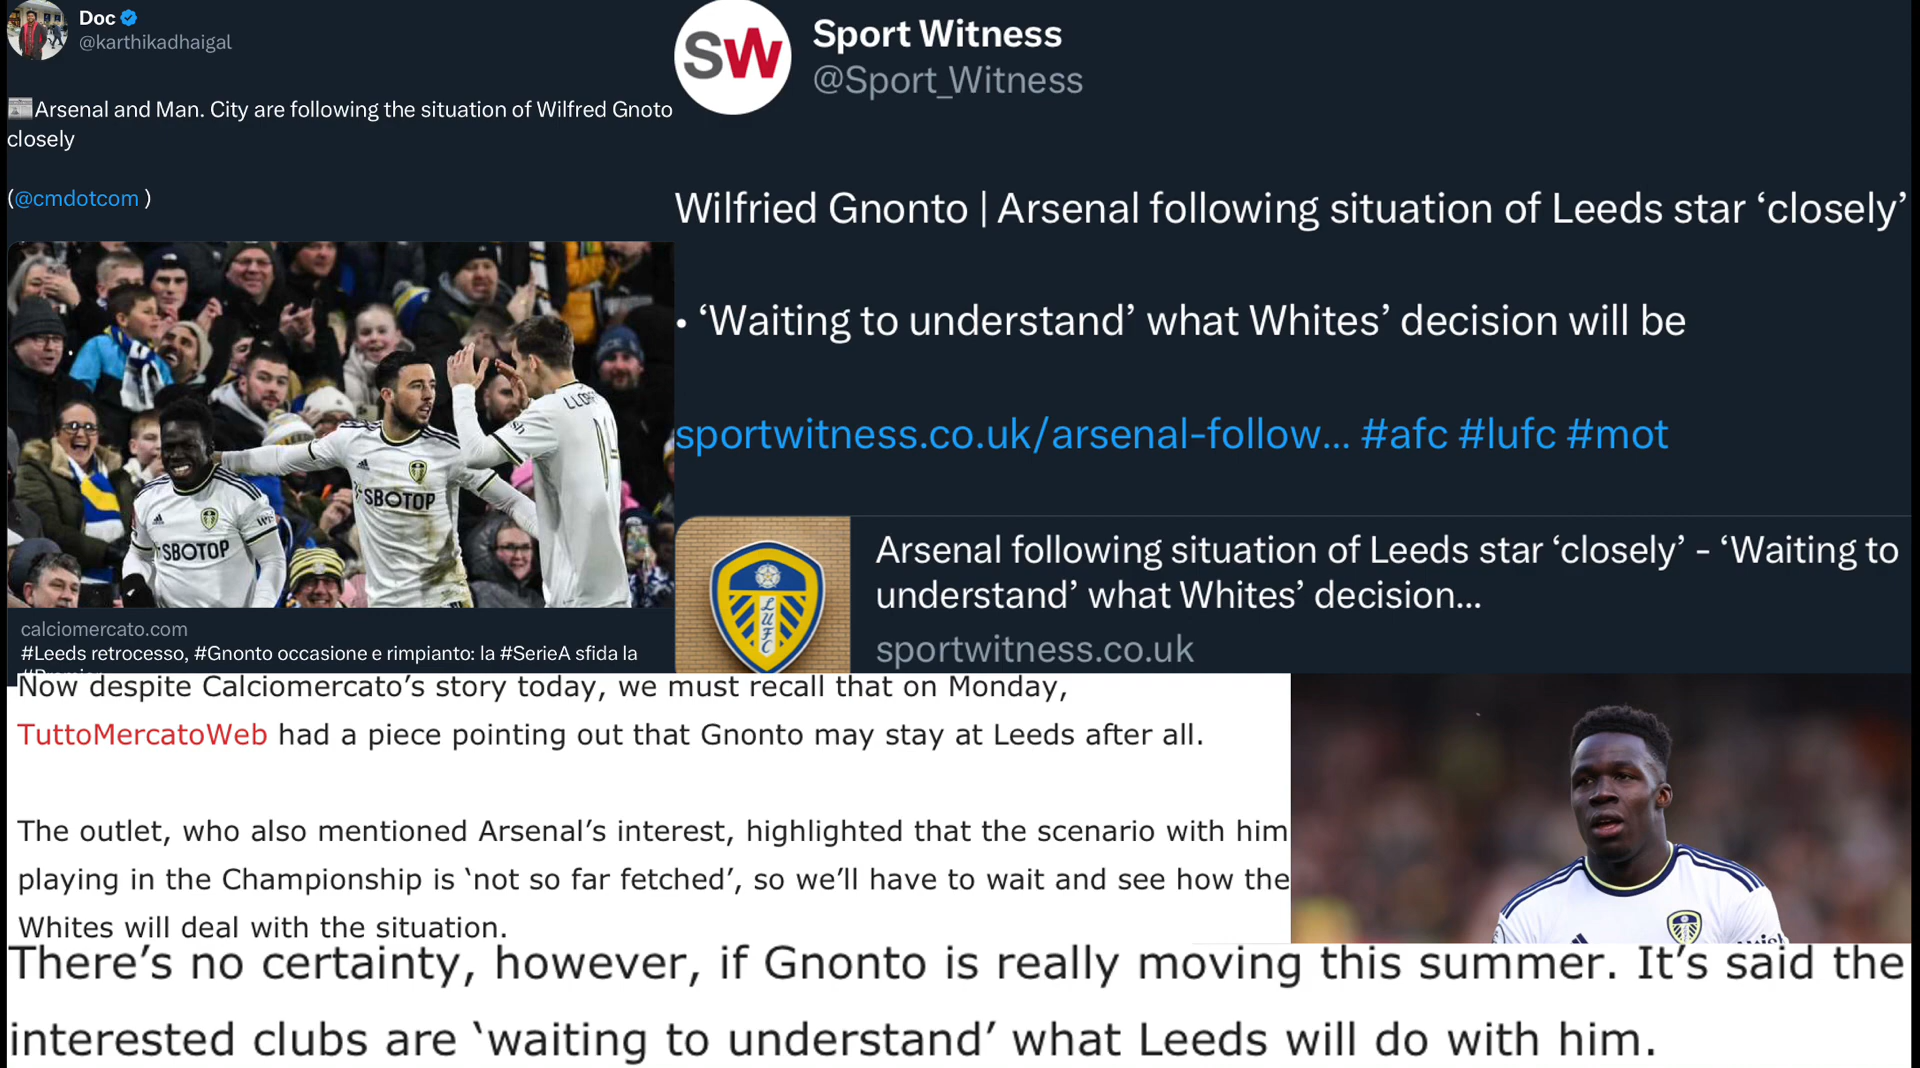 Doc
@karthikadhaigal
Arsenal and Man. City are following the situation of Wilfred Gnoto
closely
(@cmdotcom )
LLOR
SBOTOP
SBOTOP
calciomercato.com
#Leeds retrocesso, #Gnonto occasione e rimpianto: la #SerieA sfida la
SW
Sport Witness
@Sport_Witness
Wilfried Gnonto | Arsenal following situation of Leeds star ‘closely’
• ‘Waiting to understand’ what Whites’ decision will be
sportwitness.co.uk/arsenal-follow... #afc #lufc #mot
LUFC
Arsenal following situation of Leeds star ‘closely’ - ‘Waiting to
understand’ what Whites’ decision...
sportwitness.co.uk
Now despite Calciomercato’s story today, we must recall that on Monday,
TuttoMercatoWeb had a piece pointing out that Gnonto may stay at Leeds after all.
The outlet, who also mentioned Arsenal’s interest, highlighted that the scenario with him
playing in the Championship is ‘not so far fetched’, so we’ll have to wait and see how the
Whites will deal with the situation.
There’s no certainty, however, if Gnonto is really moving this summer. It’s said the
interested clubs are ‘waiting to understand’ what Leeds will do with him.